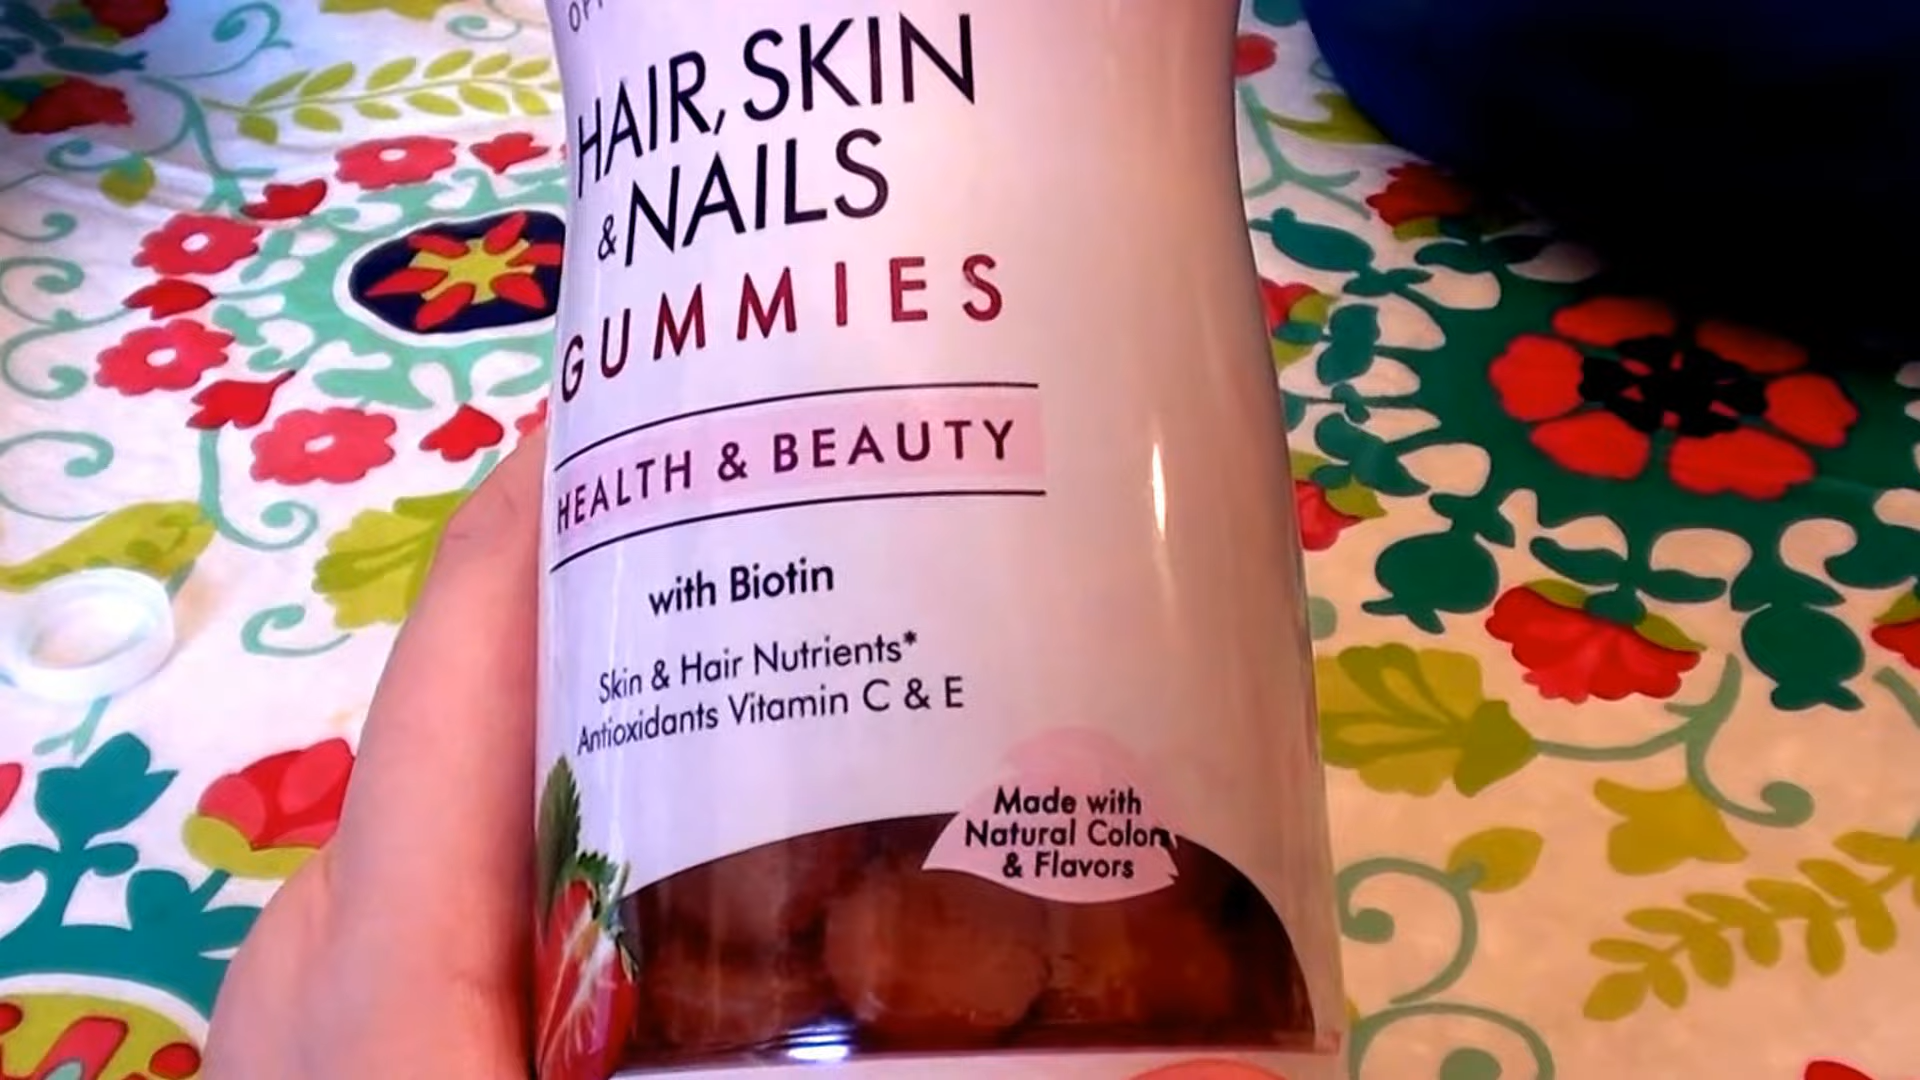 HAIR, SKIN
& NAILS
GUMMIES
HEALTH & BEAUTY
with Biotin
Skin & Hair Nutrients*
Antioxidants Vitamin C & E
Made with
Natural Colors
& Flavors